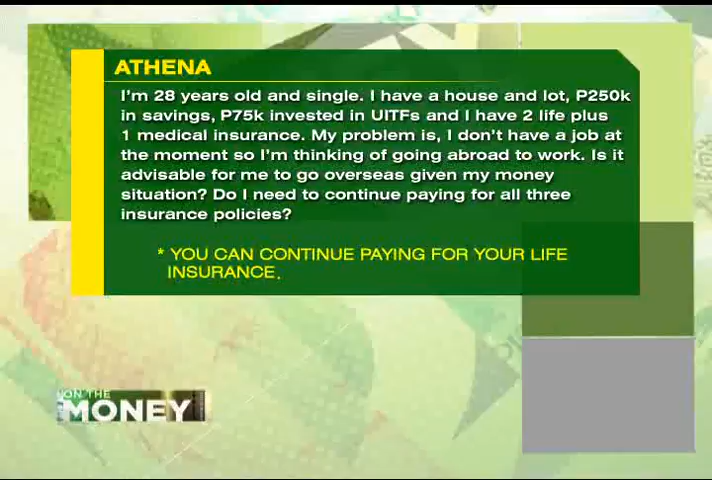 ATHENA
I'm 28 years old and single. I have a house and lot, P250k
in savings, P75k invested in UITFs and I have 2 life plus
1 medical insurance. My problem is, I don't have a job at
the moment so I'm thinking of going abroad to work. Is it
advisable for me to go overseas given my money
situation? Do I need to continue paying for all three
insurance policies?
* YOU CAN CONTINUE PAYING FOR YOUR LIFE
INSURANCE.
ON THE
MONEY